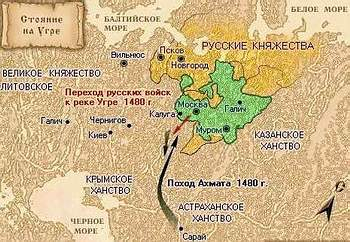 Стояние
на Угре
БАЛТИЙСКОЕ
МОРЕ
БЕЛОЕ
МОРЕ
Псков
Новгород
РУССКИЕ КНЯЖЕСТВА
Вильнюс
ВЕЛИКОЕ КНЯЖЕСТВО
ЛИТОВСКОЕ
Переход русских войск
к реке Угре 1480 г.
Москва
Галич
Калуга
Галич
Чернигов
Киев
Муром
КАЗАНСКОЕ
ХАНСТВО
КРЫМСКОЕ
ХАНСТВО
Поход Ахмата 1480 г.
ЧЕРНОЕ
МОРЕ
АСТРАХАНСКОЕ
ХАНСТВО
Сарай